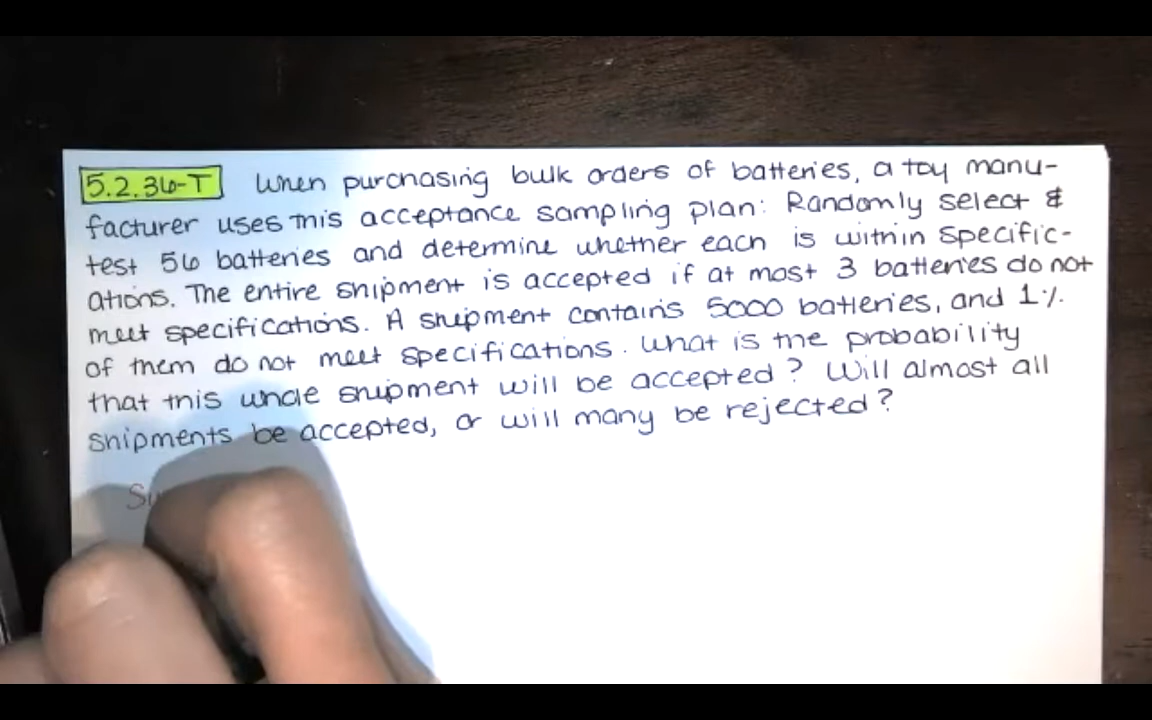 5.2.36-T When purchasing bulk orders of batteries, a toy manu-
facturer uses this acceptance sampling plan: Randomly select &
test 56 batteries and determine whether each is within specific-
ations. The entire shipment is accepted if at most 3 batteries do not
meet specifications. A shipment contains 5000 batteries, and 1%
of them do not meet specifications. What is the probability
that this whole shipment will be accepted? Will almost all
shipments be accepted, or will many be rejected?